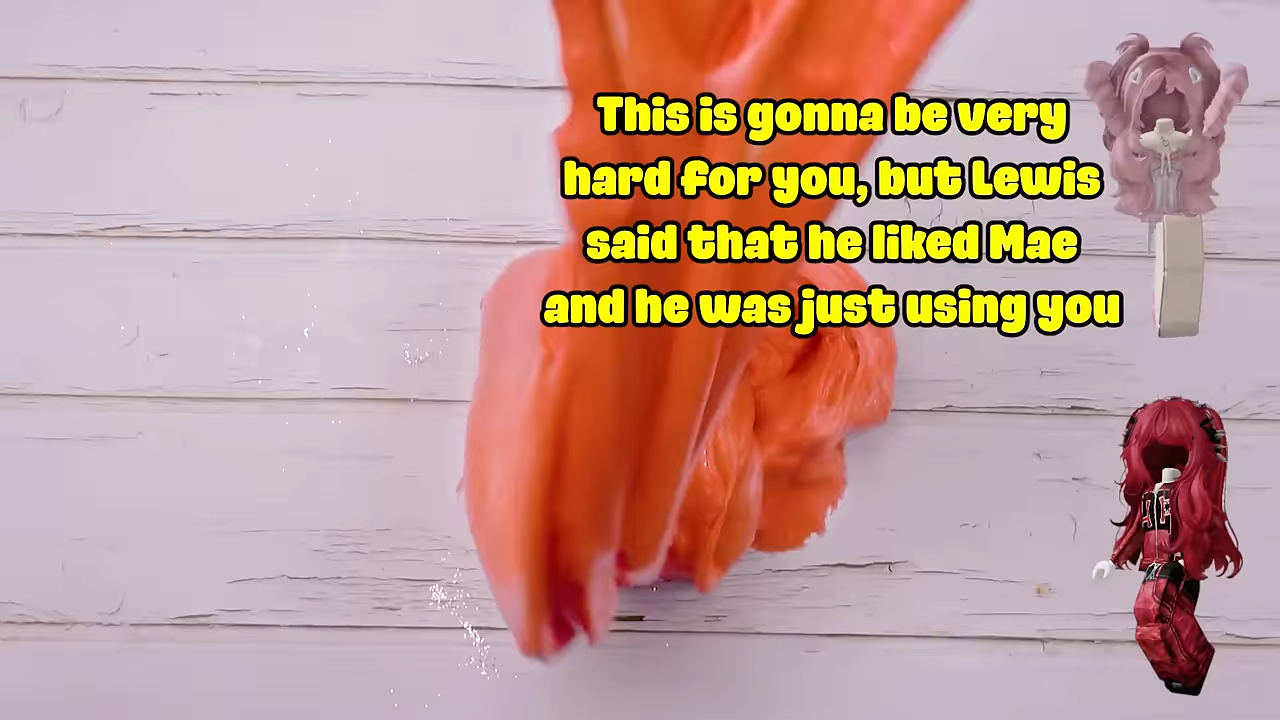 This is gonna be very
hard for you, but Lewis
said that he liked Mae
and he was just using you